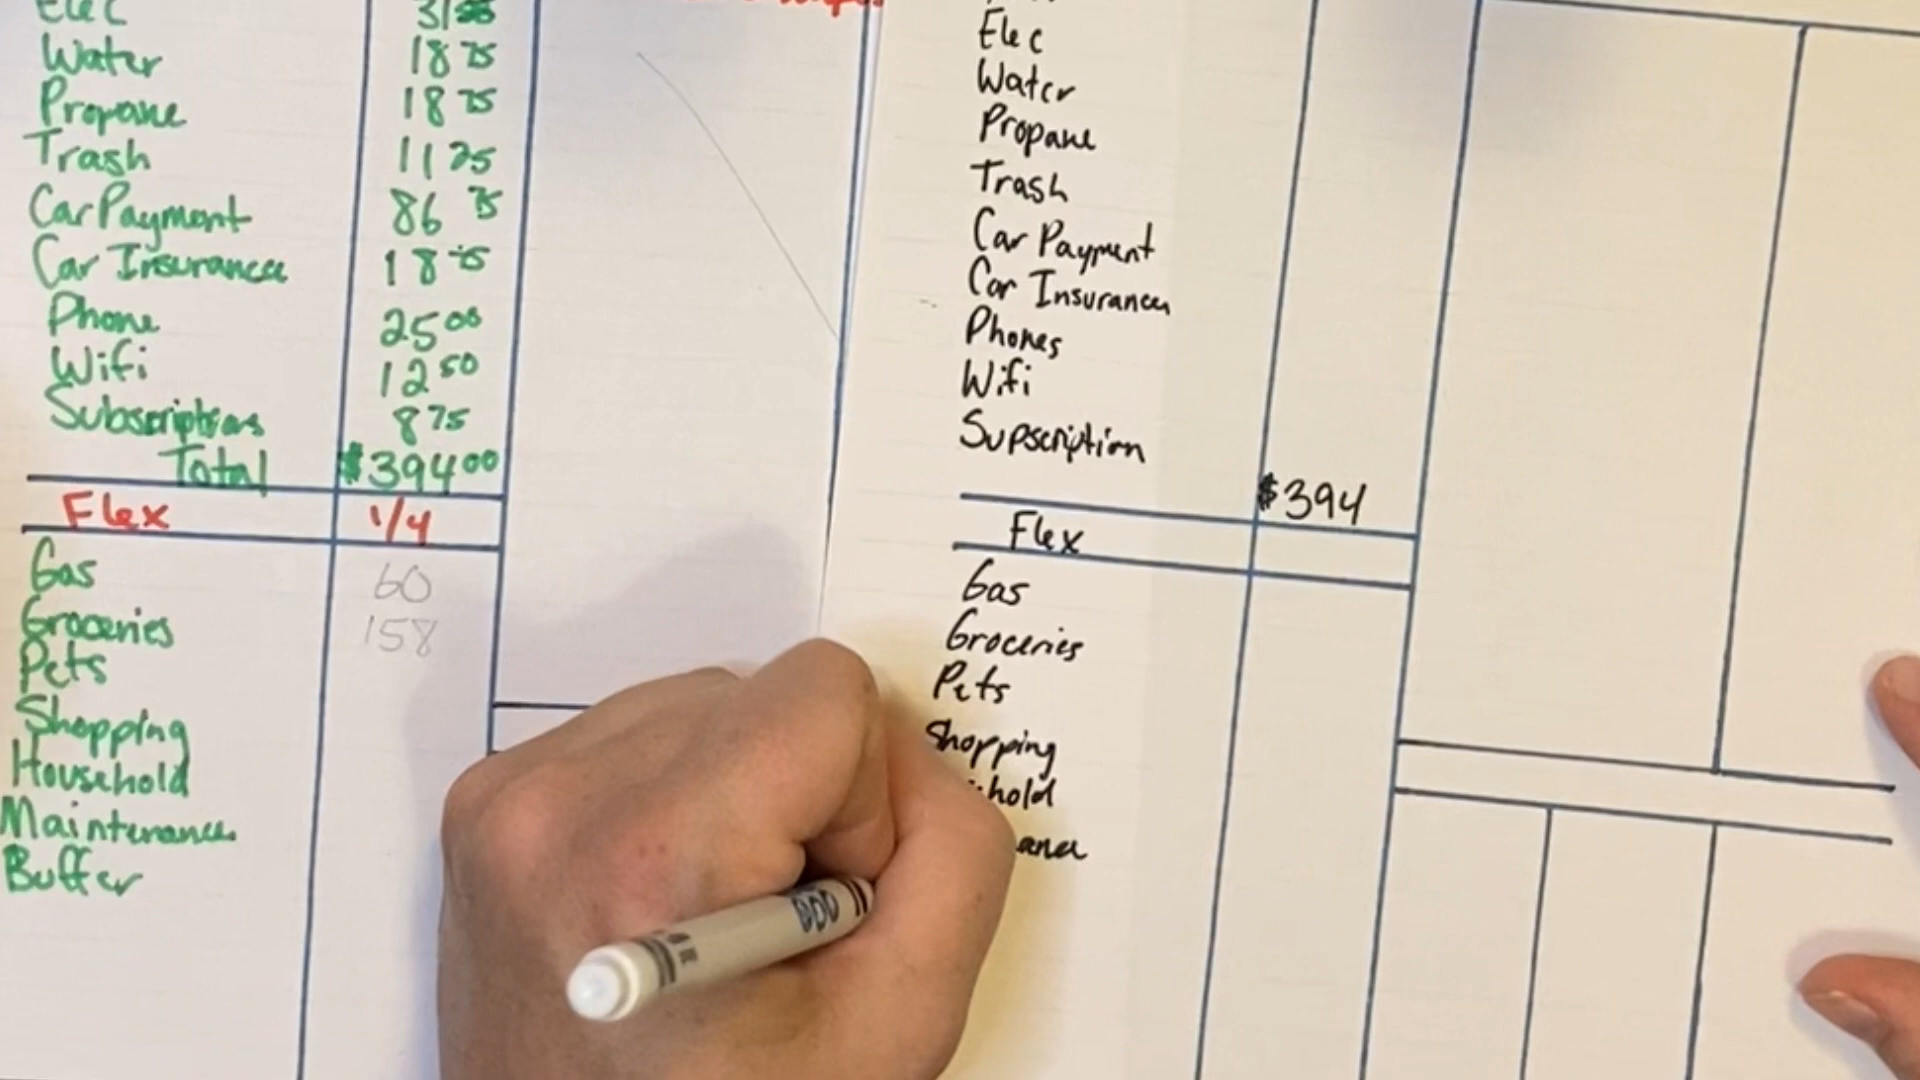 Elec
Water 18 75
Propane 18 75
Trash 11 25
Car Payment 86 75
Car Insurance 18 75
Phone 25 00
Wifi 12 50
Subscriptions 8 75
Total $394 00
Flex 1/4
Gas 60
Groceries 158
Pets
Shopping
Household
Maintenance
Buffer
Elec
Water
Propane
Trash
Car Payment
Car Insurance
Phones
Wifi
Supscription
$394
Flex
Gas
Groceries
Pets
Shopping
hold